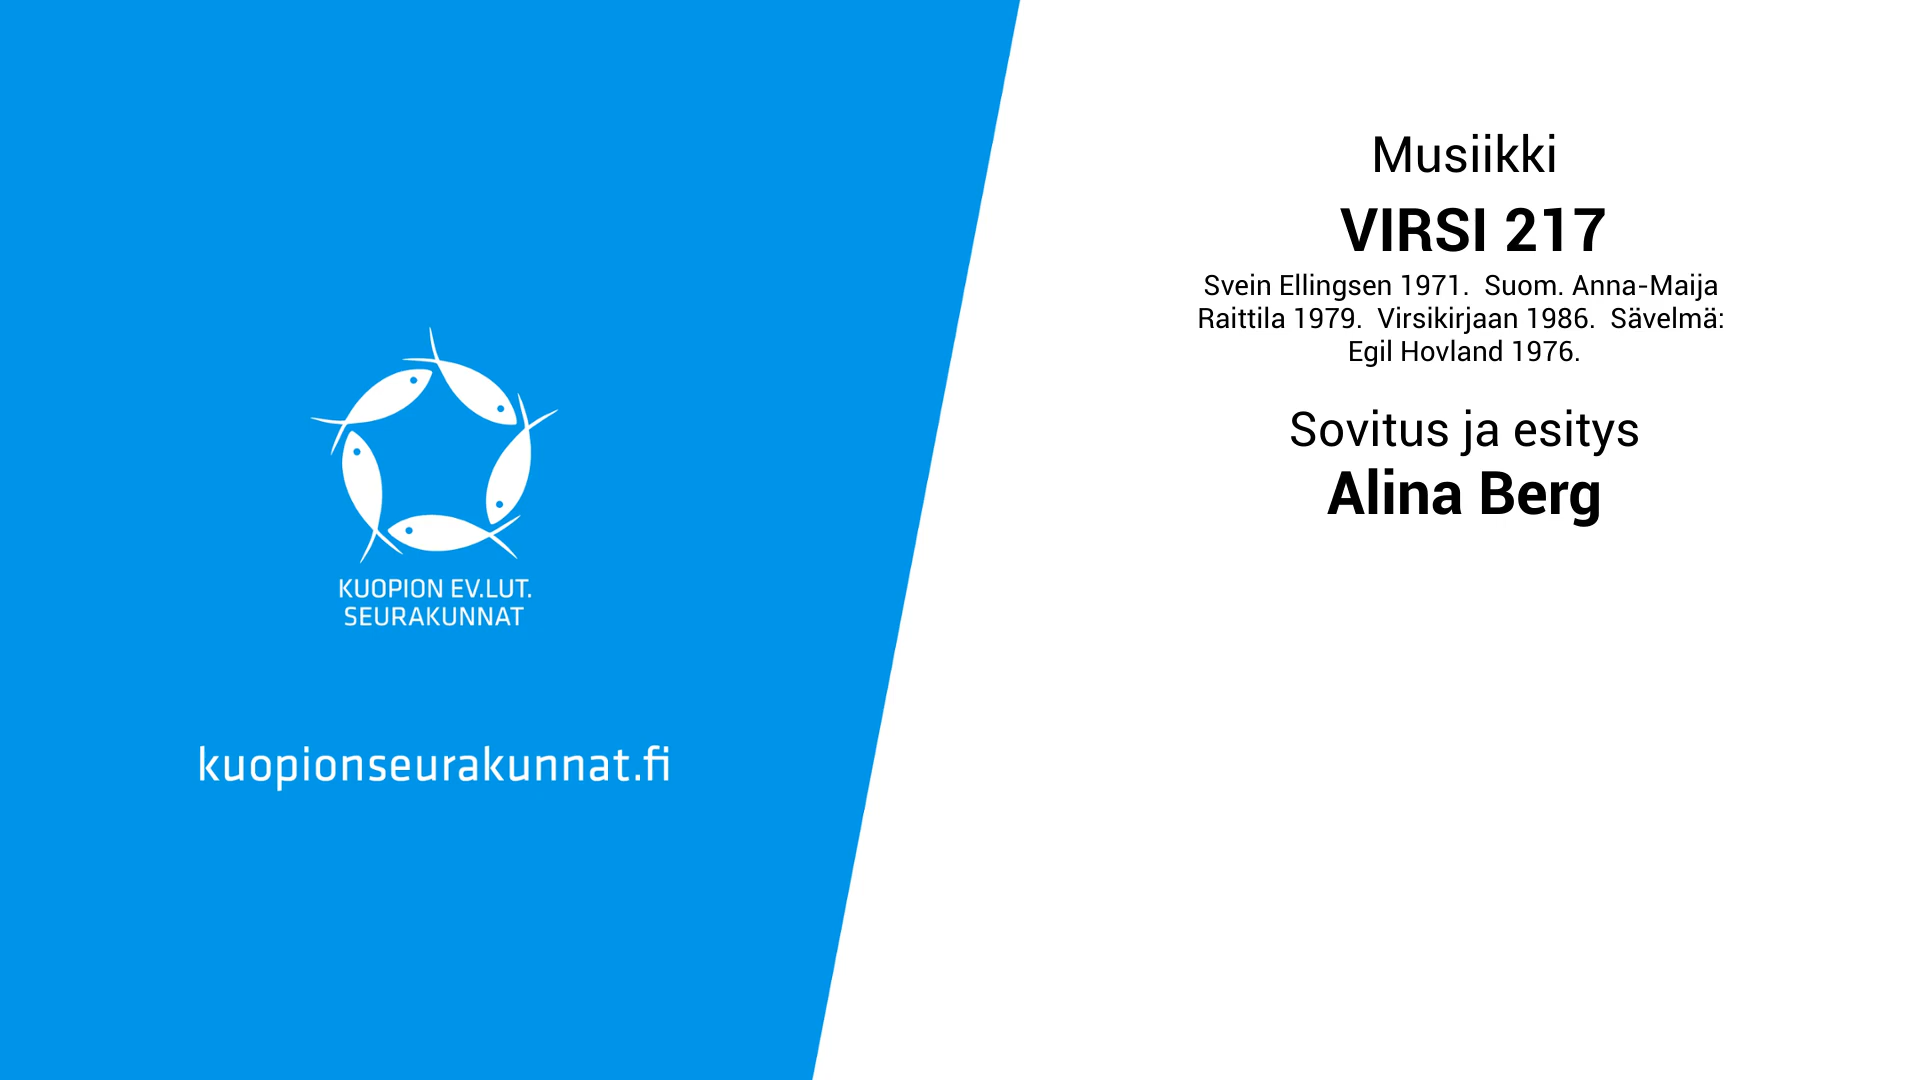 KUOPION EV.LUT.
SEURAKUNNAT
kuopionseurakunnat.fi
Musiikki
VIRSI 217
Svein Ellingsen 1971.  Suom. Anna-Maija
Raittila 1979.  Virsikirjaan 1986.  Sävelmä:
Egil Hovland 1976.
Sovitus ja esitys
Alina Berg